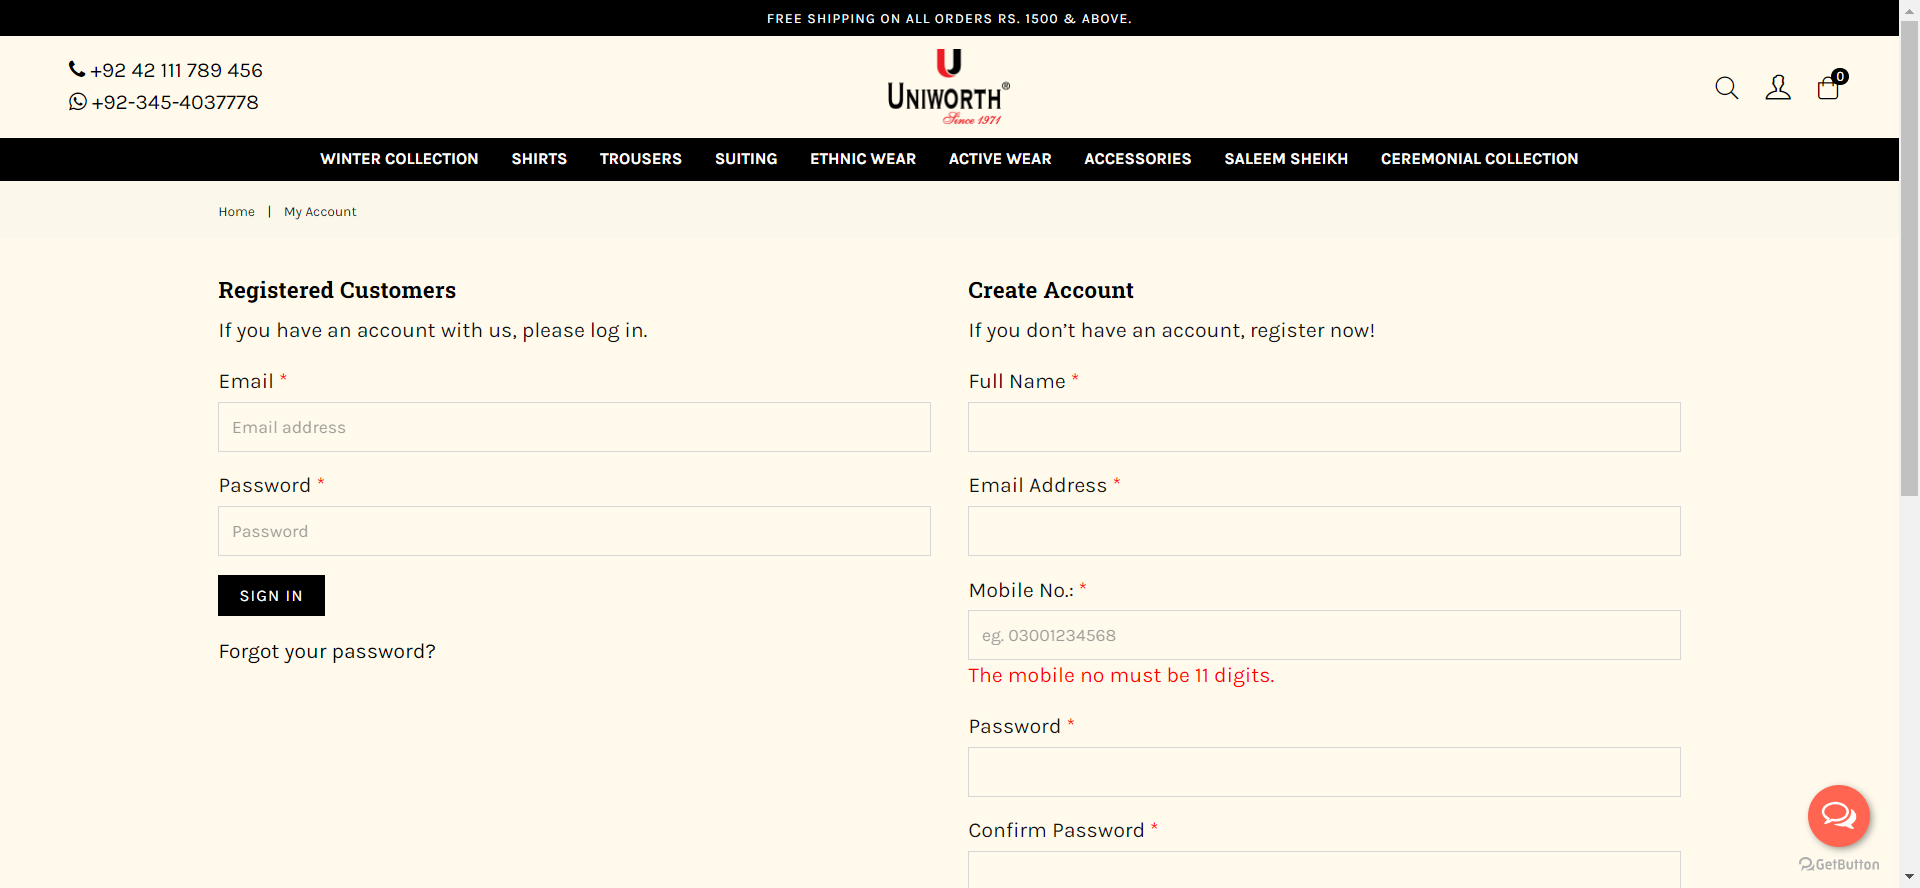 FREE SHIPPING ON ALL ORDERS RS. 1500 & ABOVE.
+92 42 111 789 456
+92-345-4037778
U
UNIWORTH®
Since 1971
0
WINTER COLLECTION SHIRTS TROUSERS SUITING ETHNIC WEAR ACTIVE WEAR ACCESSORIES SALEEM SHEIKH CEREMONIAL COLLECTION
Home | My Account
Registered Customers
If you have an account with us, please log in.
Email *
Email address
Password *
Password
SIGN IN
Forgot your password?
Create Account
If you don’t have an account, register now!
Full Name *
Email Address *
Mobile No.: *
eg. 03001234568
The mobile no must be 11 digits.
Password *
Confirm Password *
GetButton